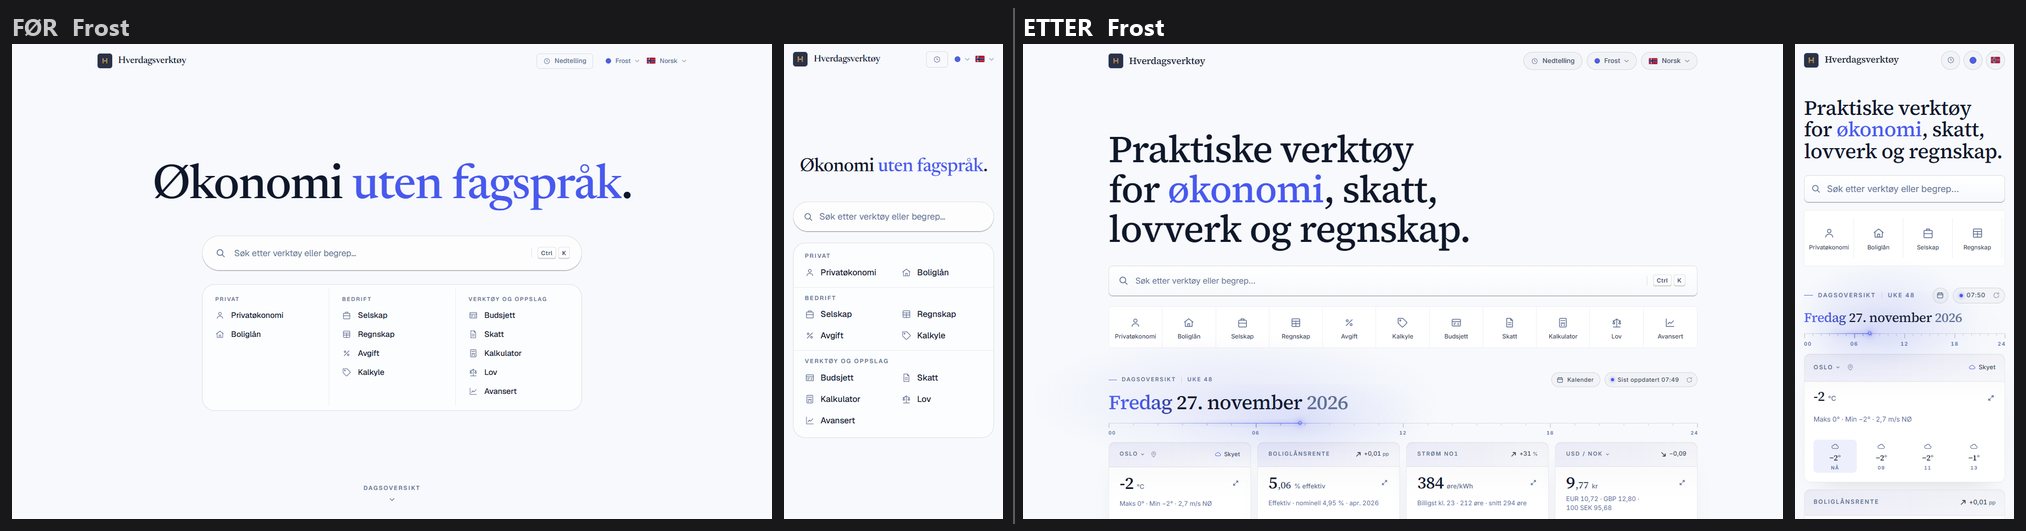 FØR Frost
Hverdagsverktøy
Nedtelling
Frost
Norsk
Økonomi uten fagspråk.
Søk etter verktøy eller begrep…
Ctrl K
PRIVAT
Privatøkonomi
Boliglån
BEDRIFT
Selskap
Regnskap
Avgift
Kalkyle
VERKTØY OG OPPSLAG
Budsjett
Skatt
Kalkulator
Lov
Avansert
DAGSOVERSIKT
Hverdagsverktøy
Økonomi uten fagspråk.
Søk etter verktøy eller begrep…
PRIVAT
Privatøkonomi Boliglån
BEDRIFT
Selskap Regnskap
Avgift Kalkyle
VERKTØY OG OPPSLAG
Budsjett Skatt
Kalkulator Lov
Avansert
ETTER Frost
H Hverdagsverktøy
Nedtelling
Frost
Norsk
Praktiske verktøy
for økonomi, skatt,
lovverk og regnskap.
Søk etter verktøy eller begrep…
Ctrl K
Privatøkonomi Boliglån Selskap Regnskap Avgift Kalkyle Budsjett Skatt Kalkulator Lov Avansert
DAGSOVERSIKT UKE 48
Kalender
Sist oppdatert 07:49
Fredag 27. november 2026
00 06 12 18 24
OSLO Skyet
-2 °C
Maks 0° · Min −2° · 2,7 m/s NØ
BOLIGLÅNSRENTE +0,01 pp
5,06 % effektiv
Effektiv · nominell 4,95 % · apr. 2026
STRØM NO1 +31 %
384 øre/kWh
Billigst kl. 23 · 212 øre · snitt 294 øre
USD / NOK −0,09
9,77 kr
EUR 10,72 · GBP 12,80 ·
100 SEK 95,68
H Hverdagsverktøy
Praktiske verktøy
for økonomi, skatt,
lovverk og regnskap.
Søk etter verktøy eller begrep…
Privatøkonomi Boliglån Selskap Regnskap
DAGSOVERSIKT UKE 48
07:50
Fredag 27. november 2026
00 06 12 18 24
OSLO Skyet
-2 °C
Maks 0° · Min −2° · 2,7 m/s NØ
−2° −2° −2° −1°
NÅ 08 11 13
BOLIGLÅNSRENTE +0,01 pp